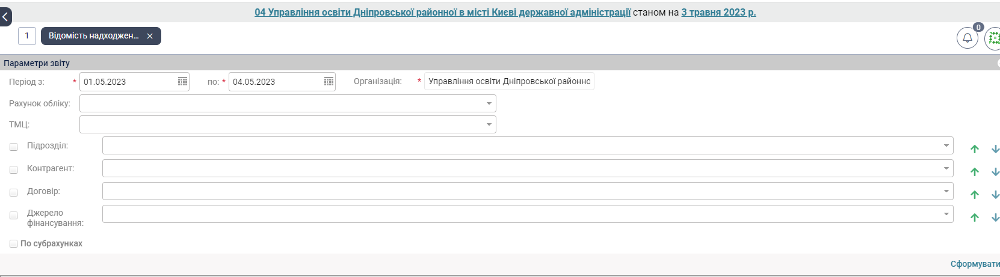 04 Управління освіти Дніпровської районної в місті Києві державної адміністрації станом на 3 травня 2023 р.
1 Відомість надходжен... ×
0
Параметри звіту
Період з: * 01.05.2023 по: * 04.05.2023 Організація: * Управління освіти Дніпровської районно
Рахунок обліку:
ТМЦ:
Підрозділ:
Контрагент:
Договір:
Джерело
фінансування:
По субрахунках
Сформувати